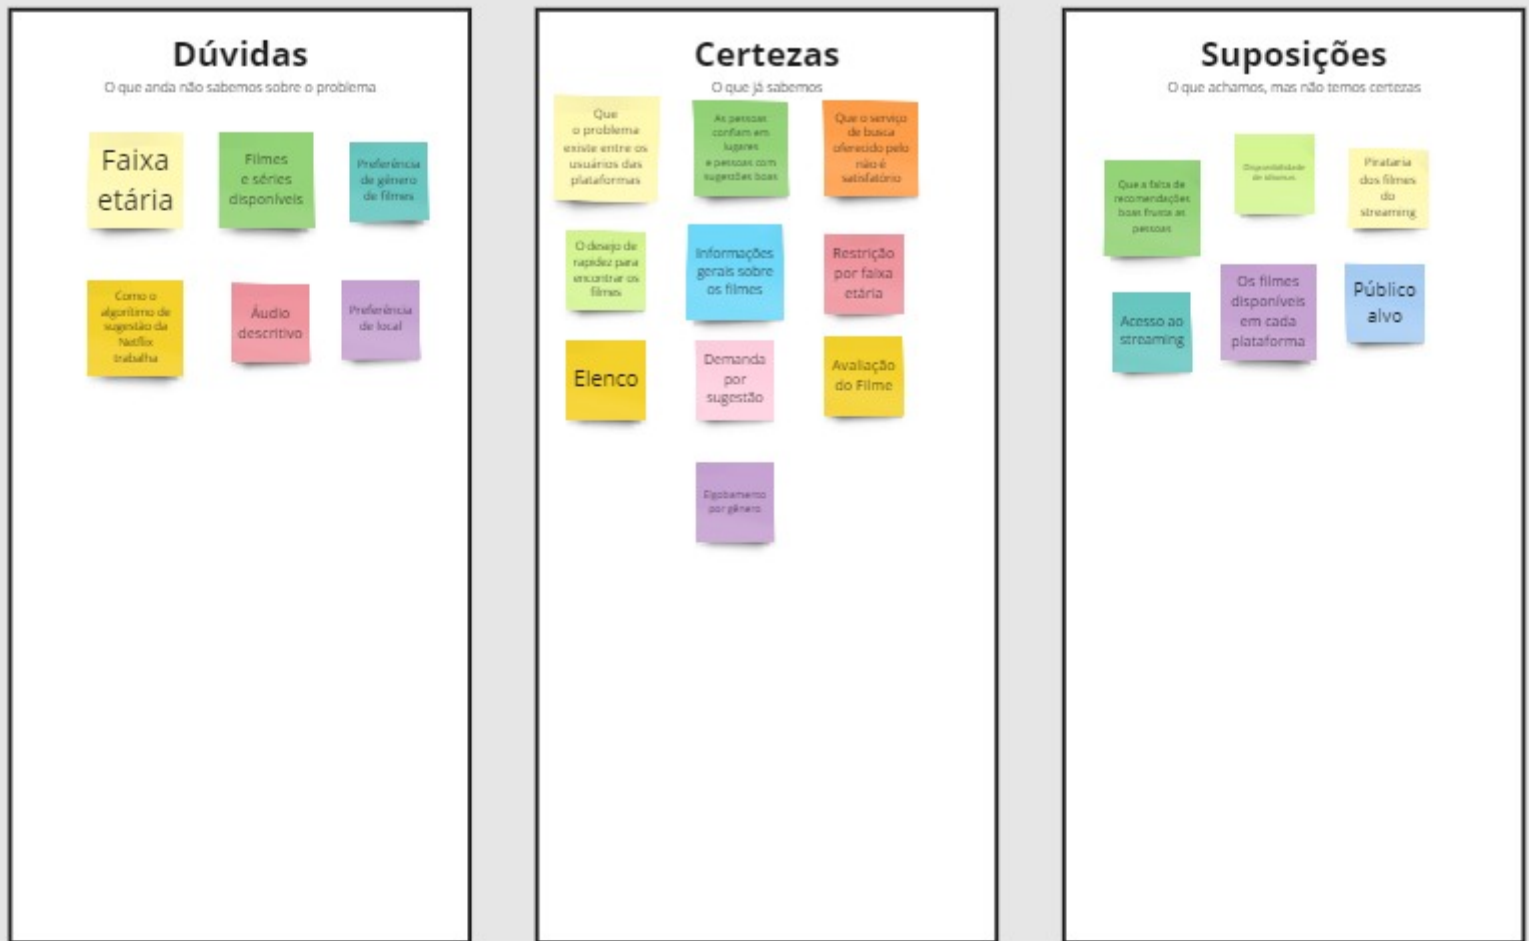 Dúvidas
O que anda não sabemos sobre o problema
Faixa
etária
Filmes
e séries
disponíveis
Preferência
de gênero
de filmes
Como o
algoritimo de
sugestão da
Netflix
trabalha
Áudio
descritivo
Preferência
de local
Certezas
O que já sabemos
Que
o problema
existe entre os
usuários das
plataformas
As pessoas
confiam em
lugares
e pessoas com
sugestões boas
Que o serviço
de busca
oferecido pelo
não é
satisfatório
O desejo de
rapidez para
encontrar os
filmes
Informações
gerais sobre
os filmes
Restrição
por faixa
etária
Elenco
Demanda
por
sugestão
Avaliação
do Filme
por gênero
Suposições
O que achamos, mas não temos certezas
Que a falta de
recomendações
boas frusta as
pessoas
Disponibilidade
de idiomas
Pirataria
dos filmes
do
streaming
Acesso ao
streaming
Os filmes
disponíveis
em cada
plataforma
Público
alvo